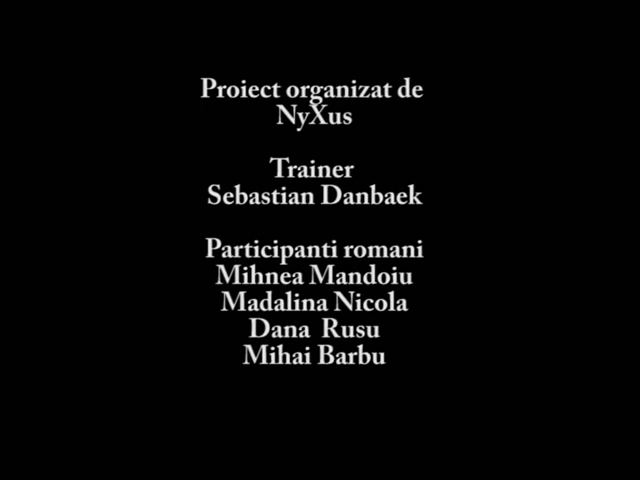 Proiect organizat de
NyXus
Trainer
Sebastian Danbaek
Participanti romani
Mihnea Mandoiu
Madalina Nicola
Dana Rusu
Mihai Barbu